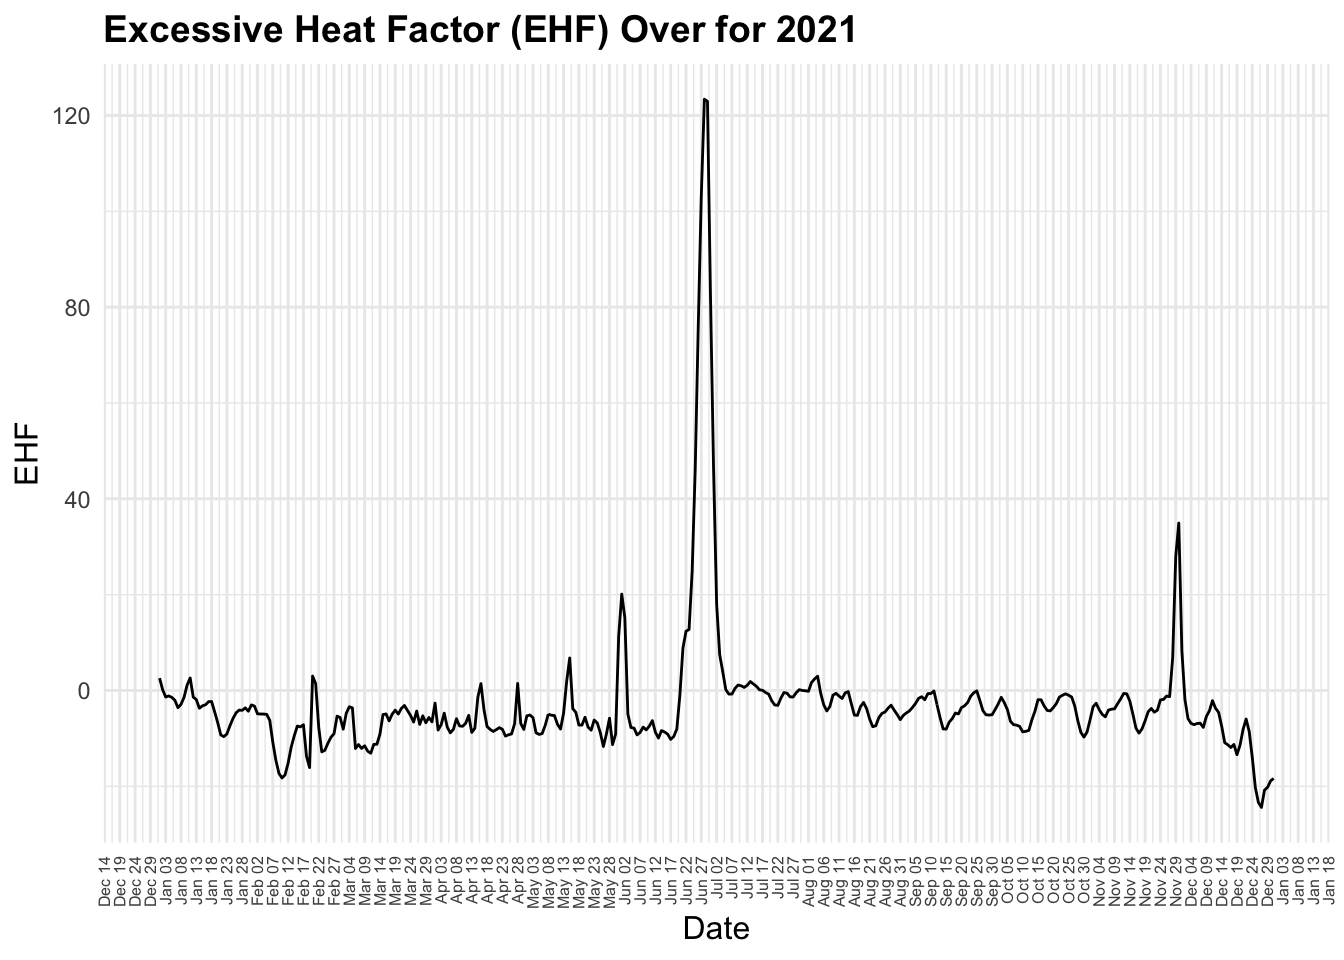 Excessive Heat Factor (EHF) Over for 2021
120
80
40
0
EHF
Dec 14
Dec 19
Dec 24
Dec 29
Jan 03
Jan 08
Jan 13
Jan 18
Jan 23
Jan 28
Feb 02
Feb 07
Feb 12
Feb 17
Feb 22
Feb 27
Mar 04
Mar 09
Mar 14
Mar 19
Mar 24
Mar 29
Apr 03
Apr 08
Apr 13
Apr 18
Apr 23
Apr 28
May 03
May 08
May 13
May 18
May 23
May 28
Jun 02
Jun 07
Jun 12
Jun 17
Jun 22
Jun 27
Jul 02
Jul 07
Jul 12
Jul 17
Jul 22
Jul 27
Aug 01
Aug 06
Aug 11
Aug 16
Aug 21
Aug 26
Aug 31
Sep 05
Sep 10
Sep 15
Sep 20
Sep 25
Sep 30
Oct 05
Oct 10
Oct 15
Oct 20
Oct 25
Oct 30
Nov 04
Nov 09
Nov 14
Nov 19
Nov 24
Nov 29
Dec 04
Dec 09
Dec 14
Dec 19
Dec 24
Dec 29
Jan 03
Jan 08
Jan 13
Jan 18
Date